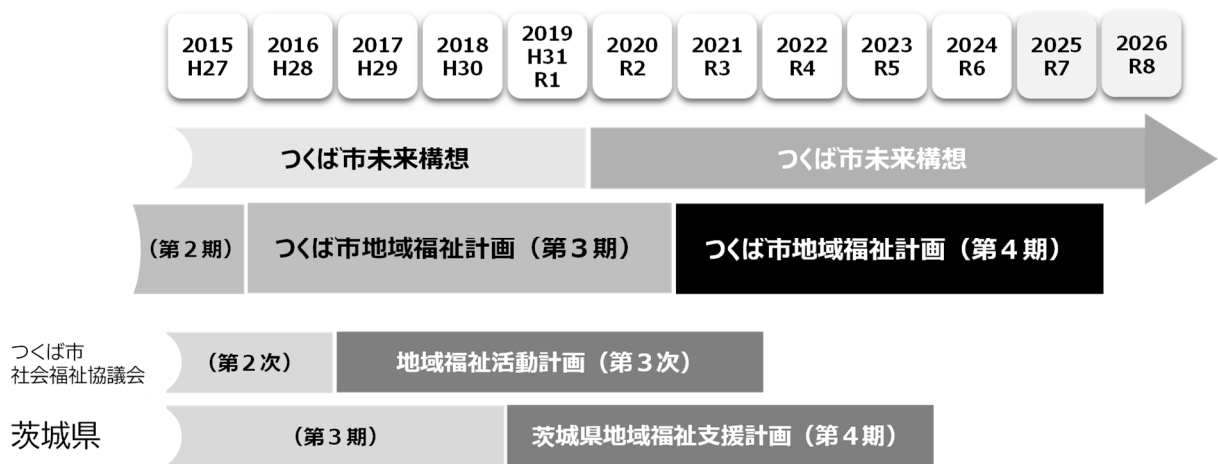 2015
H27
2016
H28
2017
H29
2018
H30
2019
H31
R1
2020
R2
2021
R3
2022
R4
2023
R5
2024
R6
2025
R7
2026
R8
つくば市未来構想
つくば市未来構想
（第２期）
つくば市地域福祉計画（第３期）
つくば市地域福祉計画（第４期）
つくば市
社会福祉協議会
（第２次）
地域福祉活動計画（第３次）
茨城県
（第３期）
茨城県地域福祉支援計画（第４期）